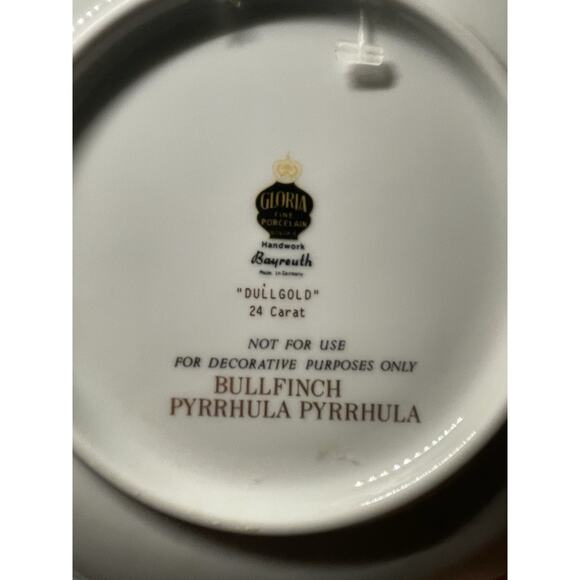 GLORIA
FINE
PORCELAIN
Handwork
Bayreuth
Made in Germany
"DULLGOLD"
24 Carat
NOT FOR USE
FOR DECORATIVE PURPOSES ONLY
BULLFINCH
PYRRHULA PYRRHULA